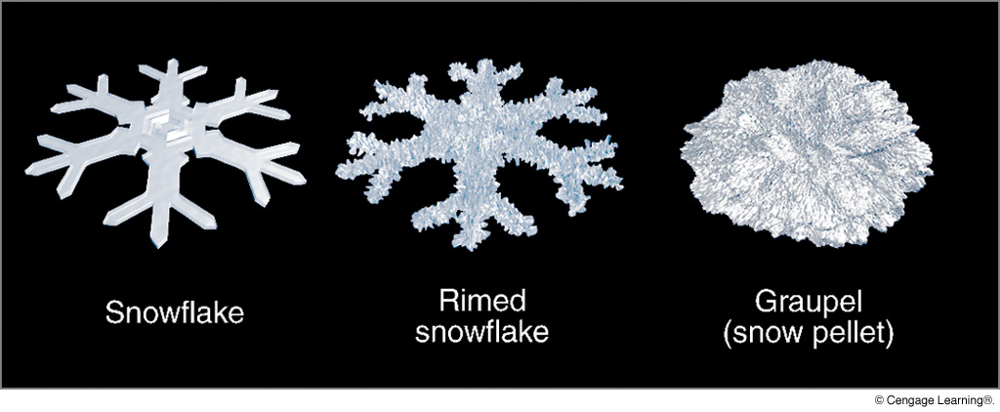 Snowflake
Rimed
snowflake
Graupel
(snow pellet)
© Cengage Learning®.